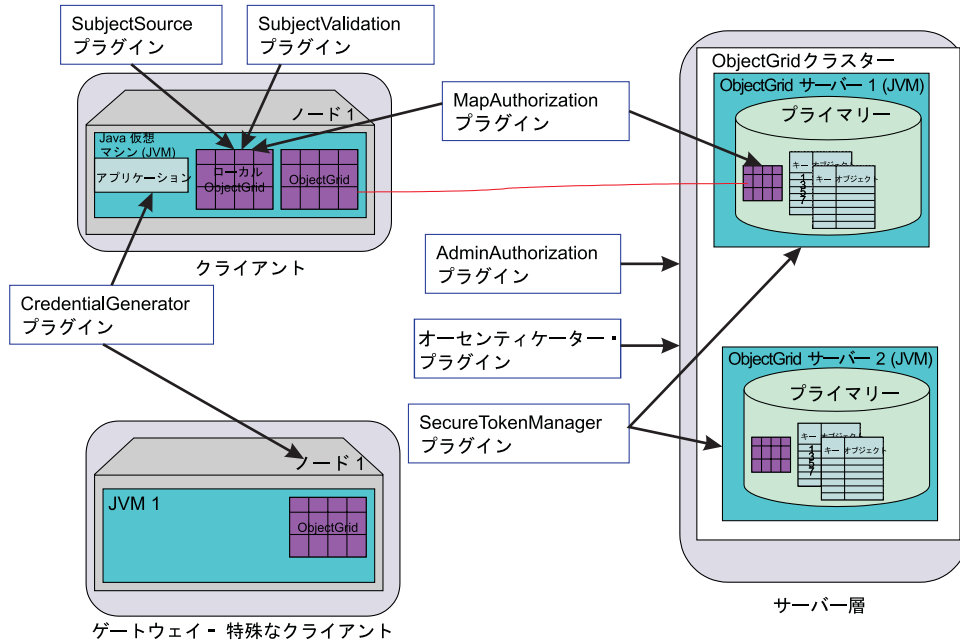 SubjectSource
プラグイン
SubjectValidation
プラグイン
ノード 1
Java 仮想
マシン (JVM)
アプリケーション
ローカル
ObjectGrid
ObjectGrid
クライアント
MapAuthorization
プラグイン
CredentialGenerator
プラグイン
AdminAuthorization
プラグイン
オーセンティケーター・
プラグイン
SecureTokenManager
プラグイン
ノード 1
JVM 1
ObjectGrid
ゲートウェイ - 特殊なクライアント
ObjectGridクラスター
ObjectGrid サーバー 1 (JVM)
プライマリー
キー オブジェクト
1
3
5
7
キー オブジェクト
ObjectGrid サーバー 2 (JVM)
プライマリー
キー オブジェクト
1
3
5
7
キー オブジェクト
サーバー層